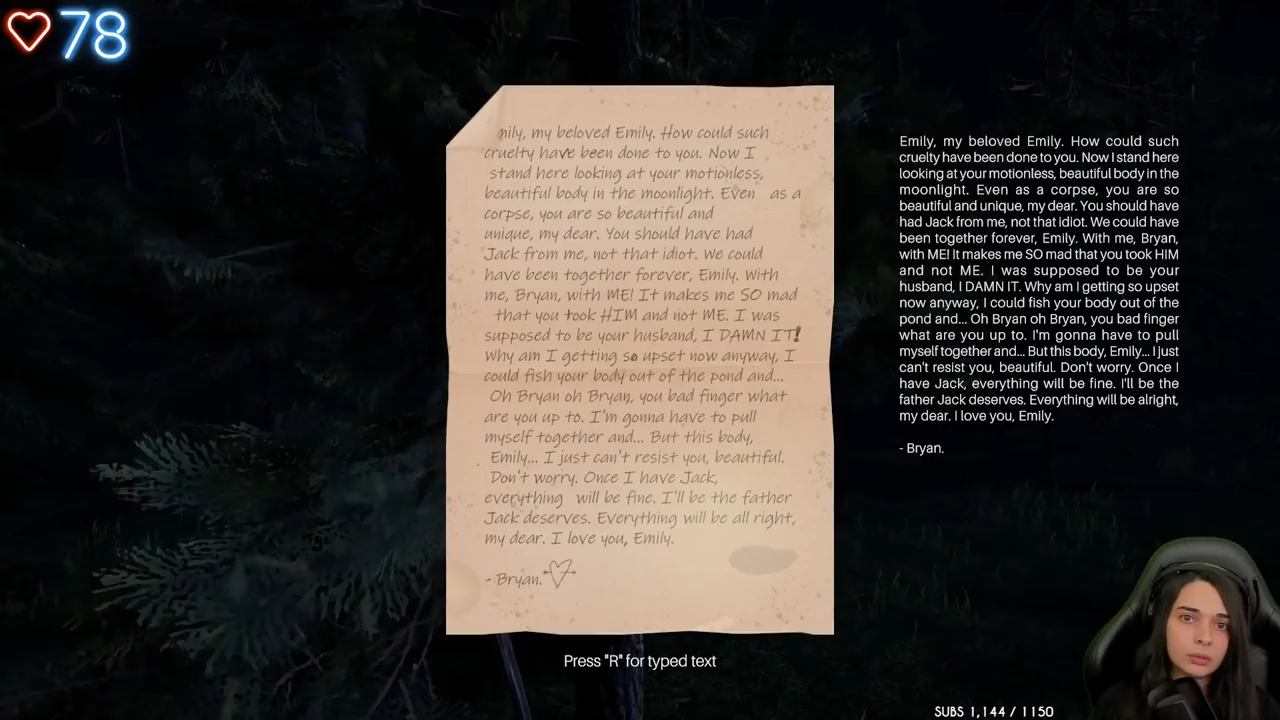 78
nily, my beloved Emily. How could such
cruelty have been done to you. Now I
stand here looking at your motionless,
beautiful body in the moonlight. Even as a
corpse, you are so beautiful and
unique, my dear. You should have had
Jack from me, not that idiot. We could
have been together forever, Emily. With
me, Bryan, with ME! It makes me SO mad
that you took HIM and not ME. I was
supposed to be your husband, I DAMN IT!
Why am I getting so upset now anyway, I
could fish your body out of the pond and...
Oh Bryan oh Bryan, you bad finger what
are you up to. I'm gonna have to pull
myself together and... But this body,
Emily... I just can't resist you, beautiful.
Don't worry. Once I have Jack,
everything will be fine. I'll be the father
Jack deserves. Everything will be all right,
my dear. I love you, Emily.
- Bryan.
Press "R" for typed text
Emily, my beloved Emily. How could such
cruelty have been done to you. Now I stand here
looking at your motionless, beautiful body in the
moonlight. Even as a corpse, you are so
beautiful and unique, my dear. You should have
had Jack from me, not that idiot. We could have
been together forever, Emily. With me, Bryan,
with ME! It makes me SO mad that you took HIM
and not ME. I was supposed to be your
husband, I DAMN IT. Why am I getting so upset
now anyway, I could fish your body out of the
pond and... Oh Bryan oh Bryan, you bad finger
what are you up to. I'm gonna have to pull
myself together and... But this body, Emily... I just
can't resist you, beautiful. Don't worry. Once I
have Jack, everything will be fine. I'll be the
father Jack deserves. Everything will be alright,
my dear. I love you, Emily.
- Bryan.
SUBS 1,144 / 1150